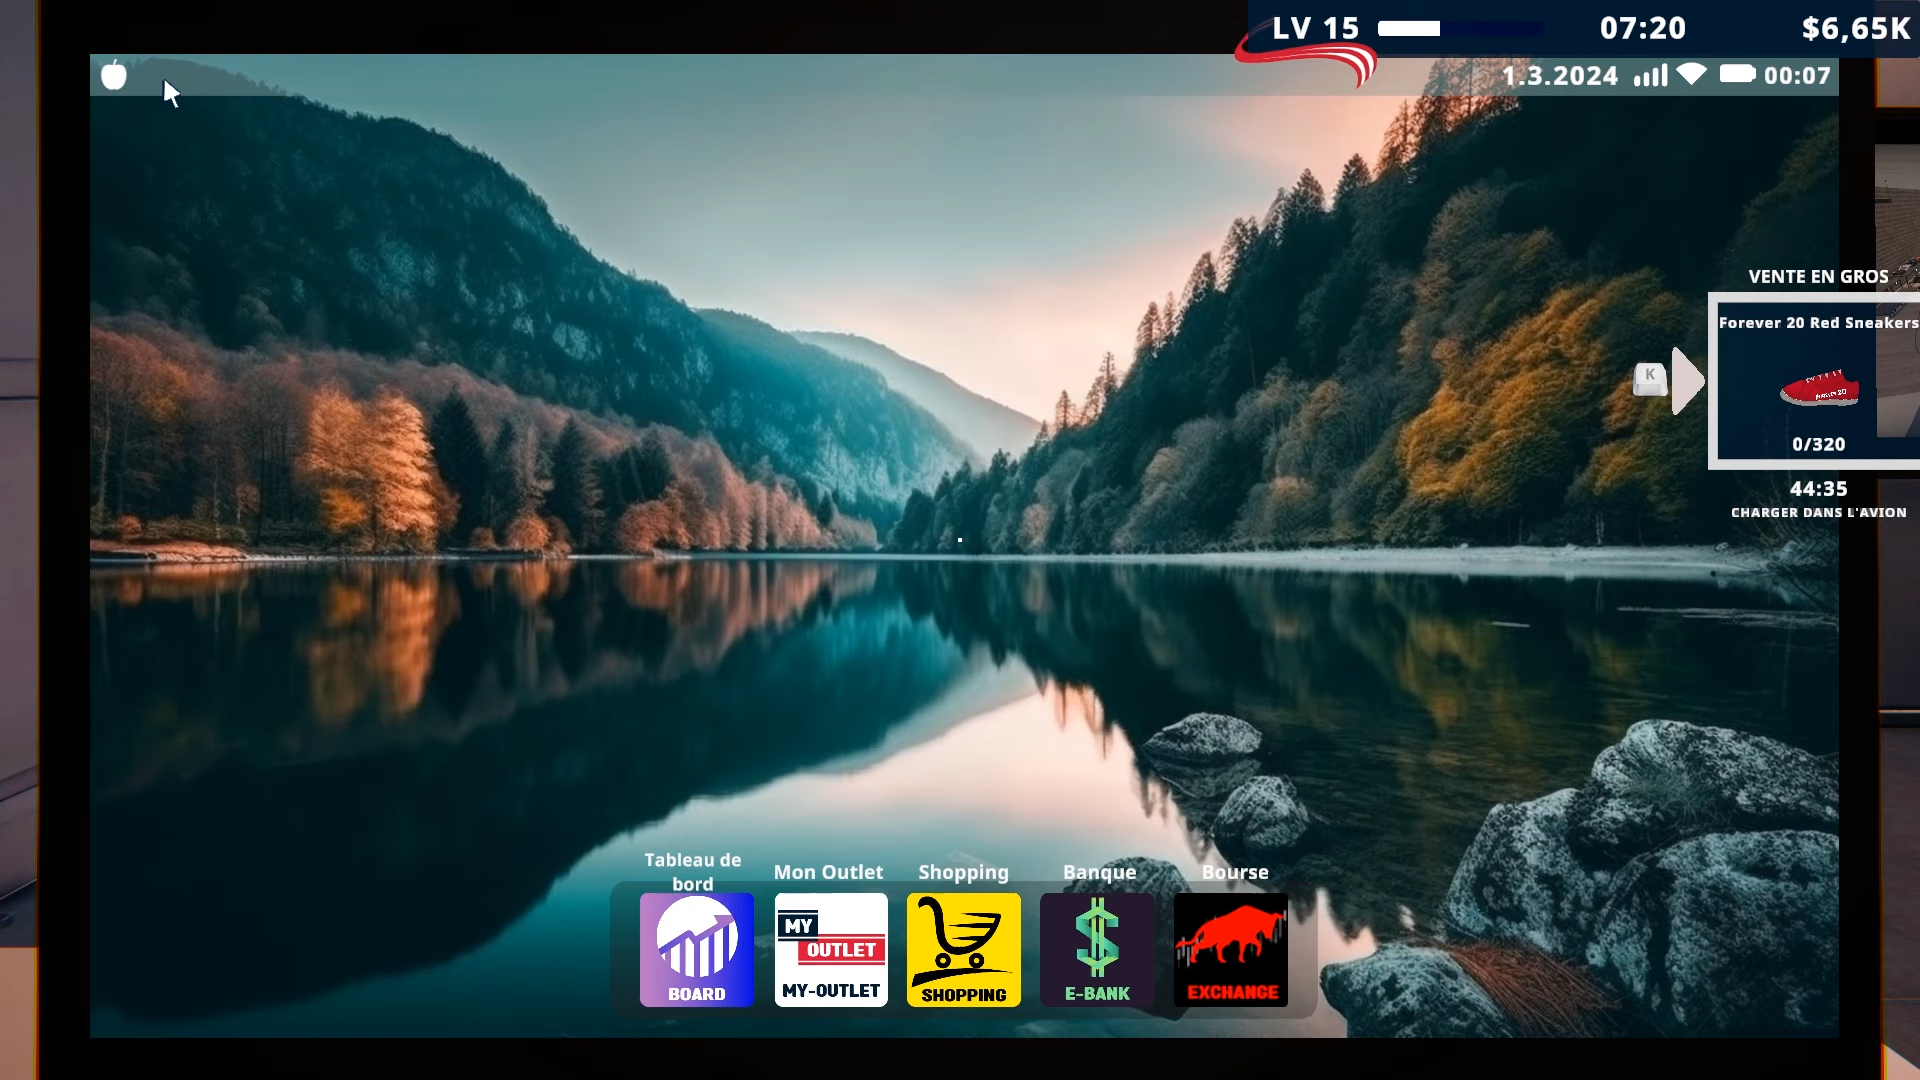 LV 15
07:20
$6,65K
1.3.2024
00:07
VENTE EN GROS
Forever 20 Red Sneakers
K
0/320
44:35
CHARGER DANS L'AVION
Tableau de
bord
Mon Outlet
Shopping
Banque
Bourse
BOARD
MY
OUTLET
MY-OUTLET
SHOPPING
E-BANK
EXCHANGE